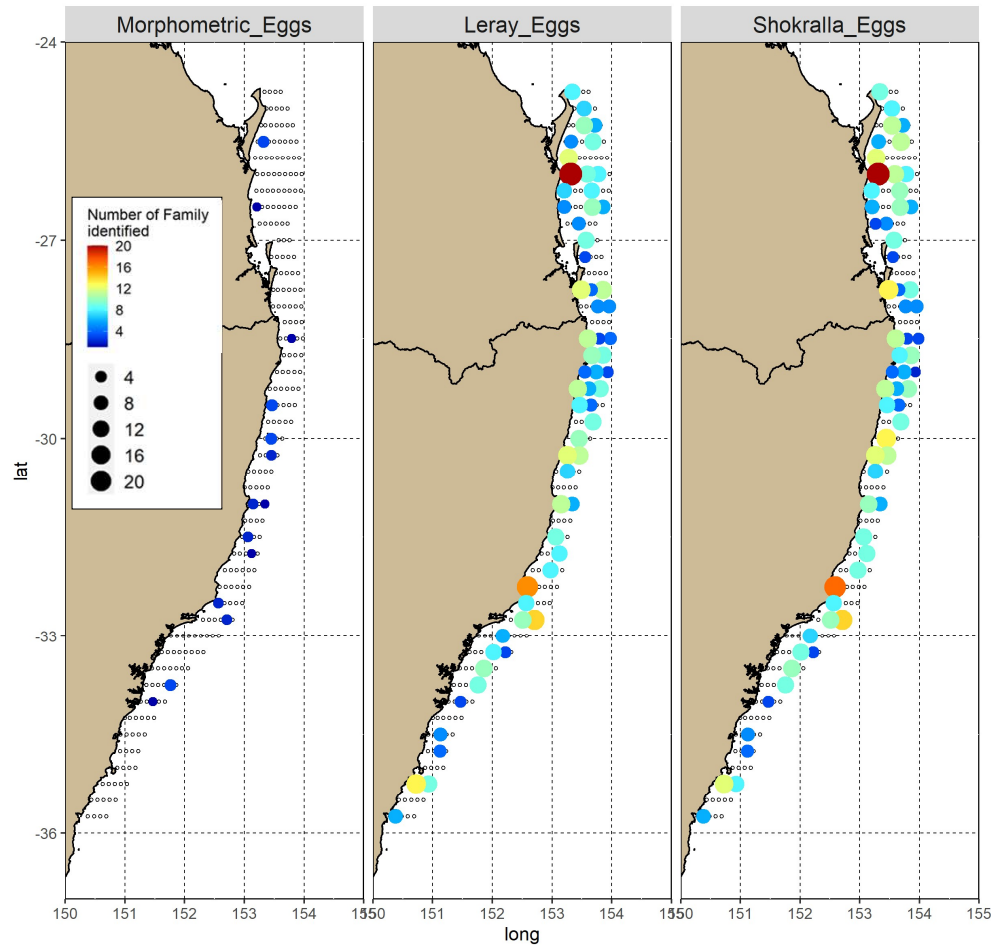 Morphometric_Eggs
Leray_Eggs
Shokralla_Eggs
-24
-27
-30
-33
-36
lat
Number of Family
identified
20
16
12
8
4
4
8
12
16
20
150 151 152 153 154 155
150 151 152 153 154 155
150 151 152 153 154 155
long